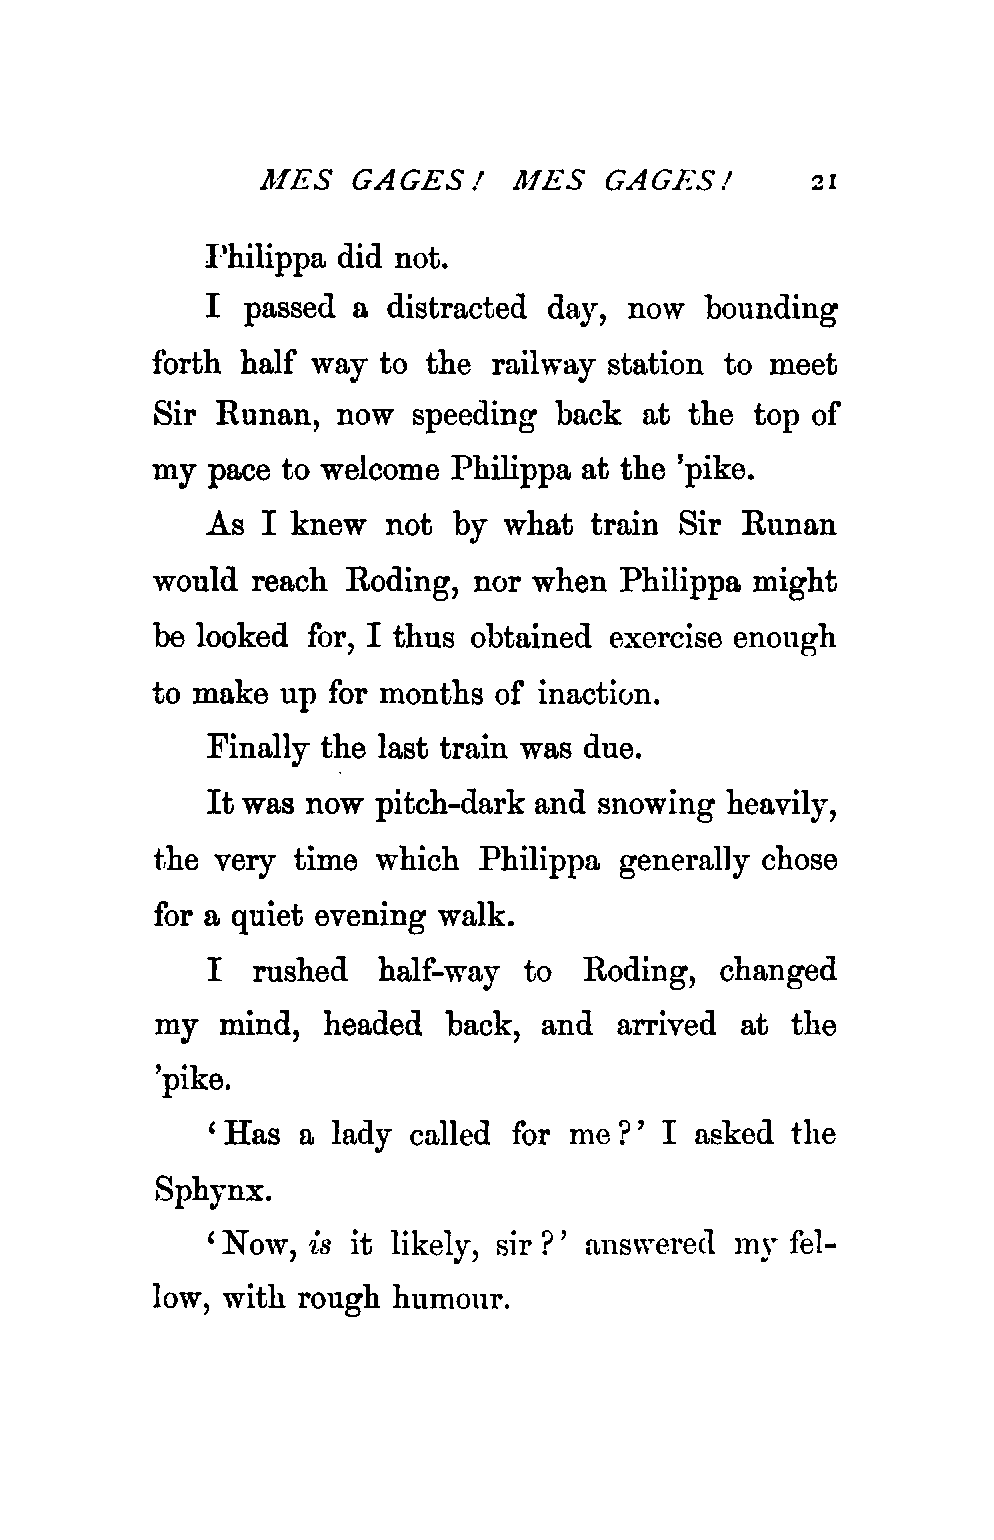 MES GAGES! MES GAGES! 21
Philippa did not.
I passed a distracted day, now bounding
forth half way to the railway station to meet
Sir Runan, now speeding back at the top of
my pace to welcome Philippa at the ’pike.
As I knew not by what train Sir Runan
would reach Roding, nor when Philippa might
be looked for, I thus obtained exercise enough
to make up for months of inaction.
Finally the last train was due.
It was now pitch-dark and snowing heavily,
the very time which Philippa generally chose
for a quiet evening walk.
I rushed half-way to Roding, changed
my mind, headed back, and arrived at the
’pike.
‘Has a lady called for me?’ I asked the
Sphynx.
‘Now, is it likely, sir?’ answered my fel-
low, with rough humour.